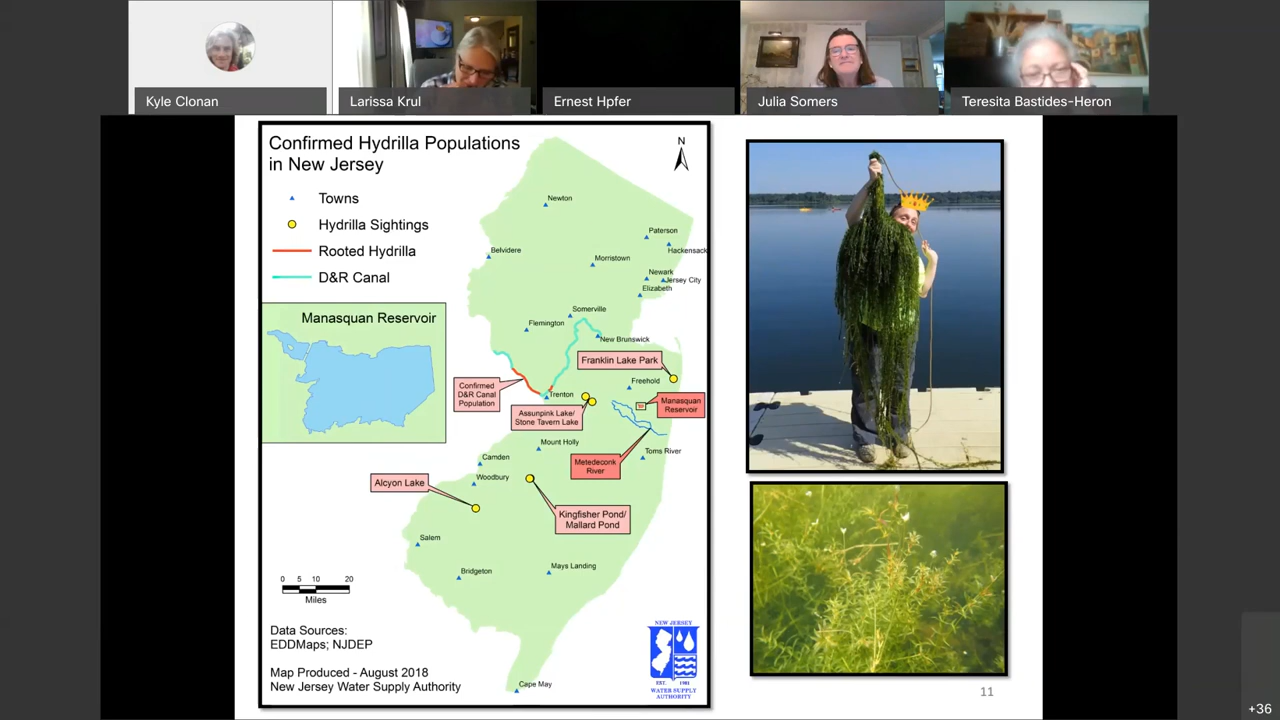 Kyle Clonan
Larissa Krul
Ernest Hpfer
Julia Somers
Teresita Bastides-Heron
Confirmed Hydrilla Populations
in New Jersey
N
Towns
Hydrilla Sightings
Rooted Hydrilla
D&R Canal
Manasquan Reservoir
Newton
Paterson
Hackensack
Belvidere
Morristown
Newark
Jersey City
Elizabeth
Somerville
Flemington
New Brunswick
Franklin Lake Park
Confirmed
D&R Canal
Population
Trenton
Freehold
Manasquan
Reservoir
Assunpink Lake/
Stone Tavern Lake
Mount Holly
Metedeconk
River
Toms River
Camden
Woodbury
Alcyon Lake
Kingfisher Pond/
Mallard Pond
Salem
Bridgeton
Mays Landing
0 5 10 20
Miles
Data Sources:
EDDMaps; NJDEP
Map Produced - August 2018
New Jersey Water Supply Authority
Cape May
NEW JERSEY
EST. 1981
WATER SUPPLY
AUTHORITY
11
+36